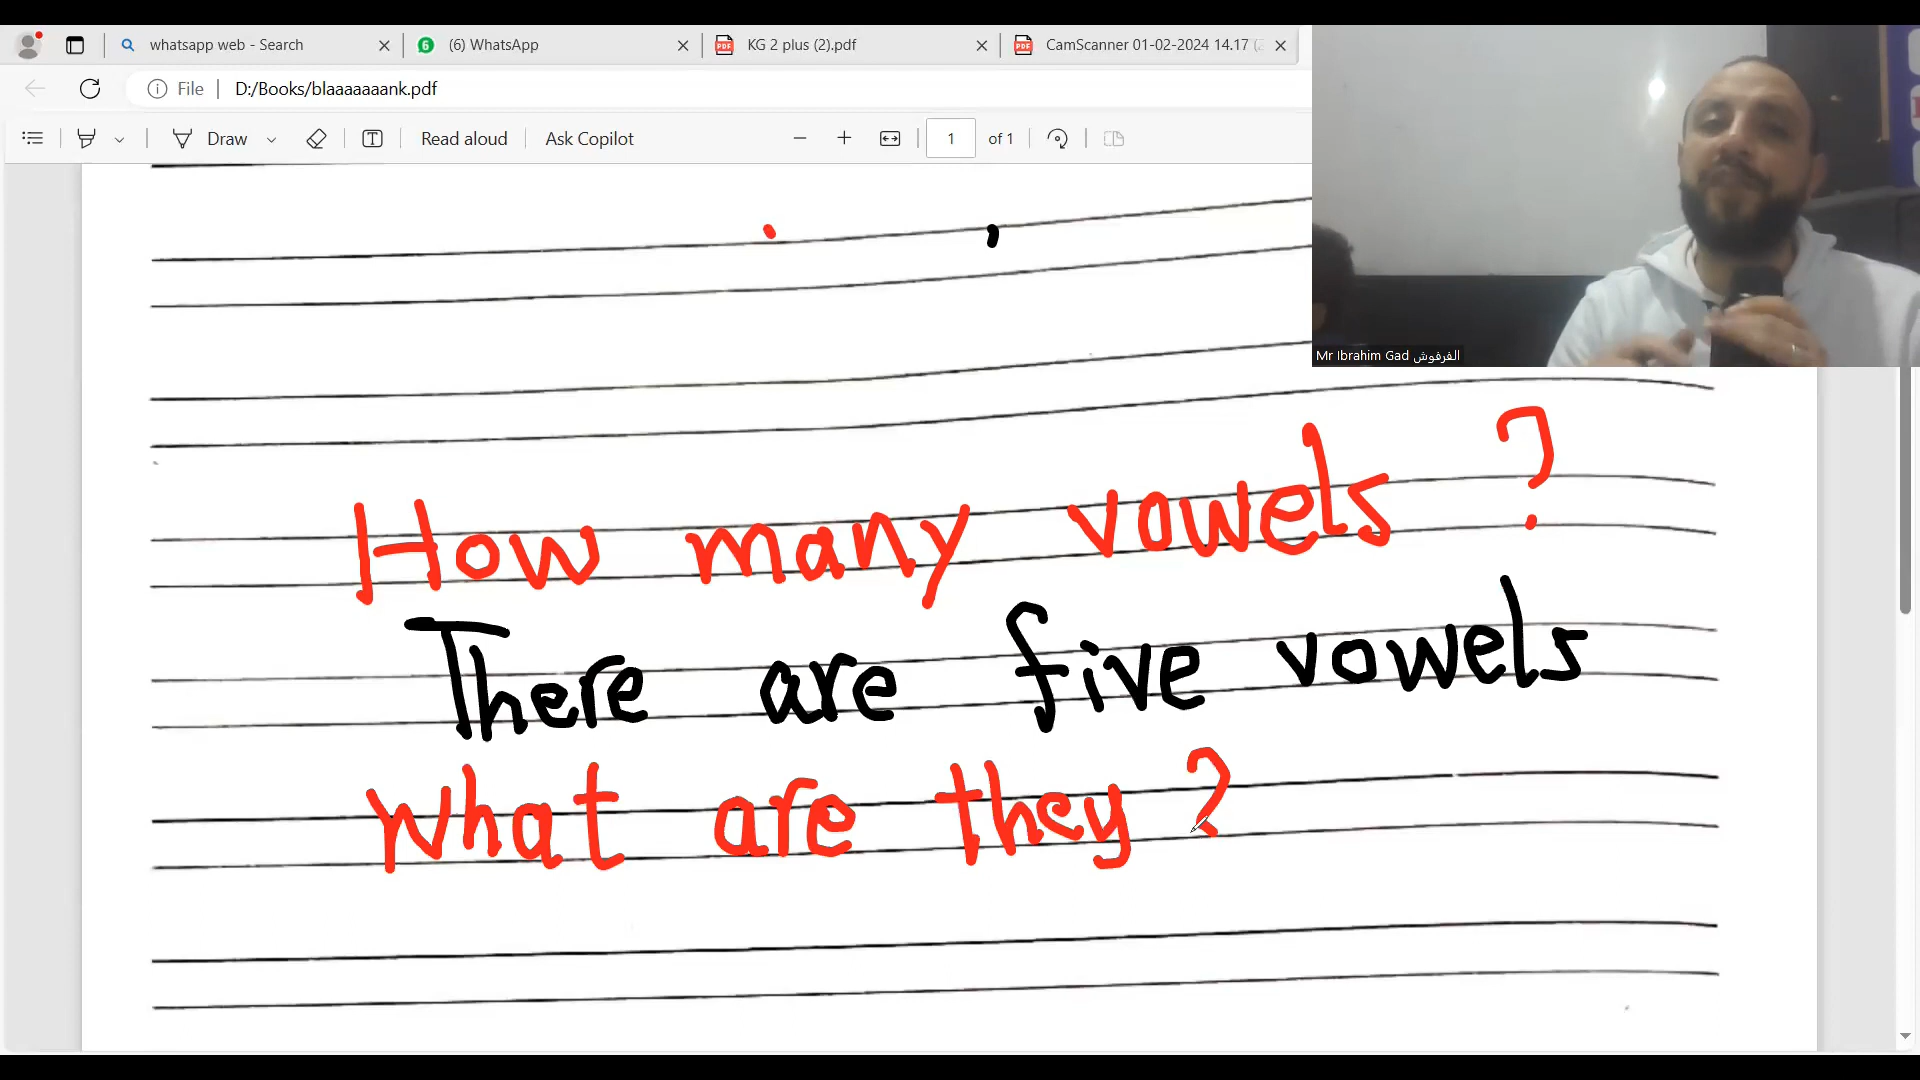 whatsapp web - Search
(6) WhatsApp
KG 2 plus (2).pdf
CamScanner 01-02-2024 14.17 (2
File D:/Books/blaaaaaaank.pdf
Draw Read aloud Ask Copilot 1 of 1
Mr Ibrahim Gad الفرفوش
How many vowels ?
There are five vowels
What are they ?